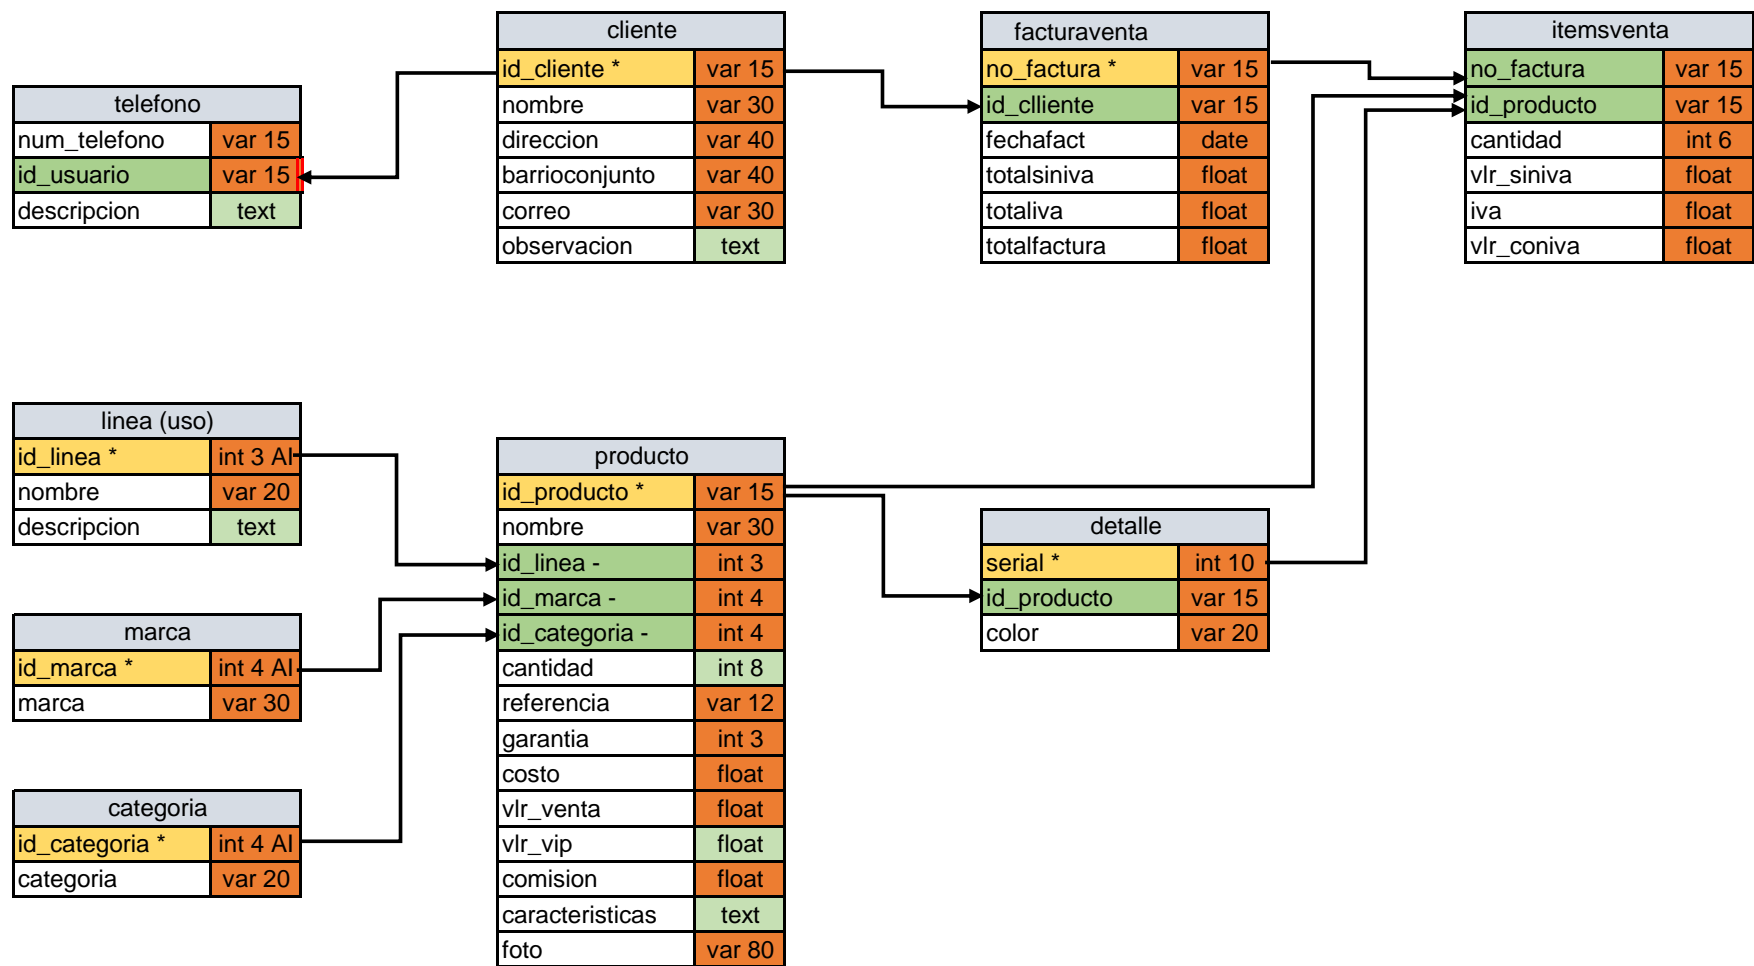 cliente
id_cliente * var 15
nombre var 30
direccion var 40
barrioconjunto var 40
correo var 30
observacion text
facturaventa
no_factura * var 15
id_clliente var 15
fechafact date
totalsiniva float
totaliva float
totalfactura float
itemsventa
no_factura var 15
id_producto var 15
cantidad int 6
vlr_siniva float
iva float
vlr_coniva float
telefono
num_telefono var 15
id_usuario var 15
descripcion text
linea (uso)
id_linea * int 3 AI
nombre var 20
descripcion text
marca
id_marca * int 4 AI
marca var 30
categoria
id_categoria * int 4 AI
categoria var 20
producto
id_producto * var 15
nombre var 30
id_linea - int 3
id_marca - int 4
id_categoria - int 4
cantidad int 8
referencia var 12
garantia int 3
costo float
vlr_venta float
vlr_vip float
comision float
caracteristicas text
foto var 80
detalle
serial * int 10
id_producto var 15
color var 20